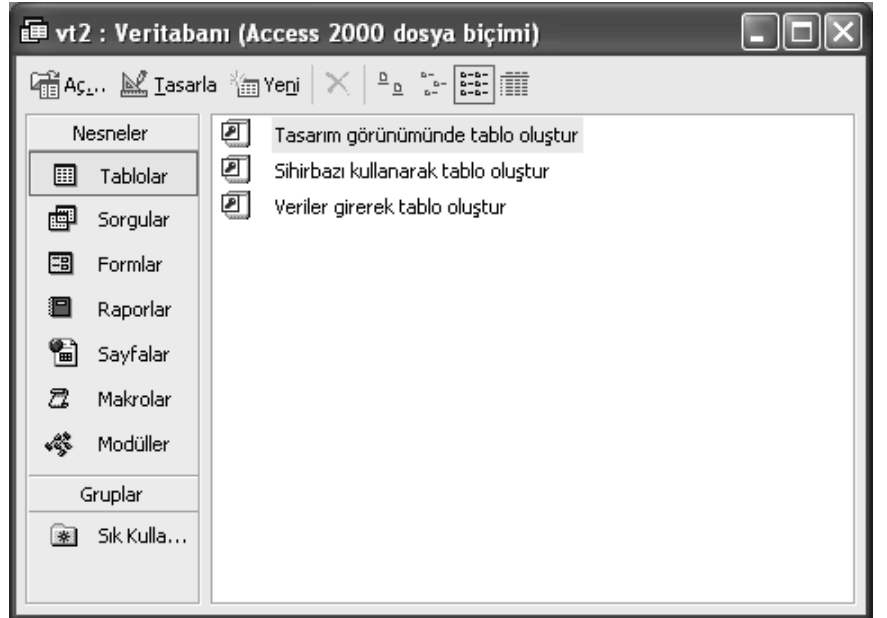 vt2 : Veritabanı (Access 2000 dosya biçimi)
Aç... Tasarla Yeni
Nesneler
Tablolar
Sorgular
Formlar
Raporlar
Sayfalar
Makrolar
Modüller
Gruplar
Sık Kulla...
Tasarım görünümünde tablo oluştur
Sihirbazı kullanarak tablo oluştur
Veriler girerek tablo oluştur